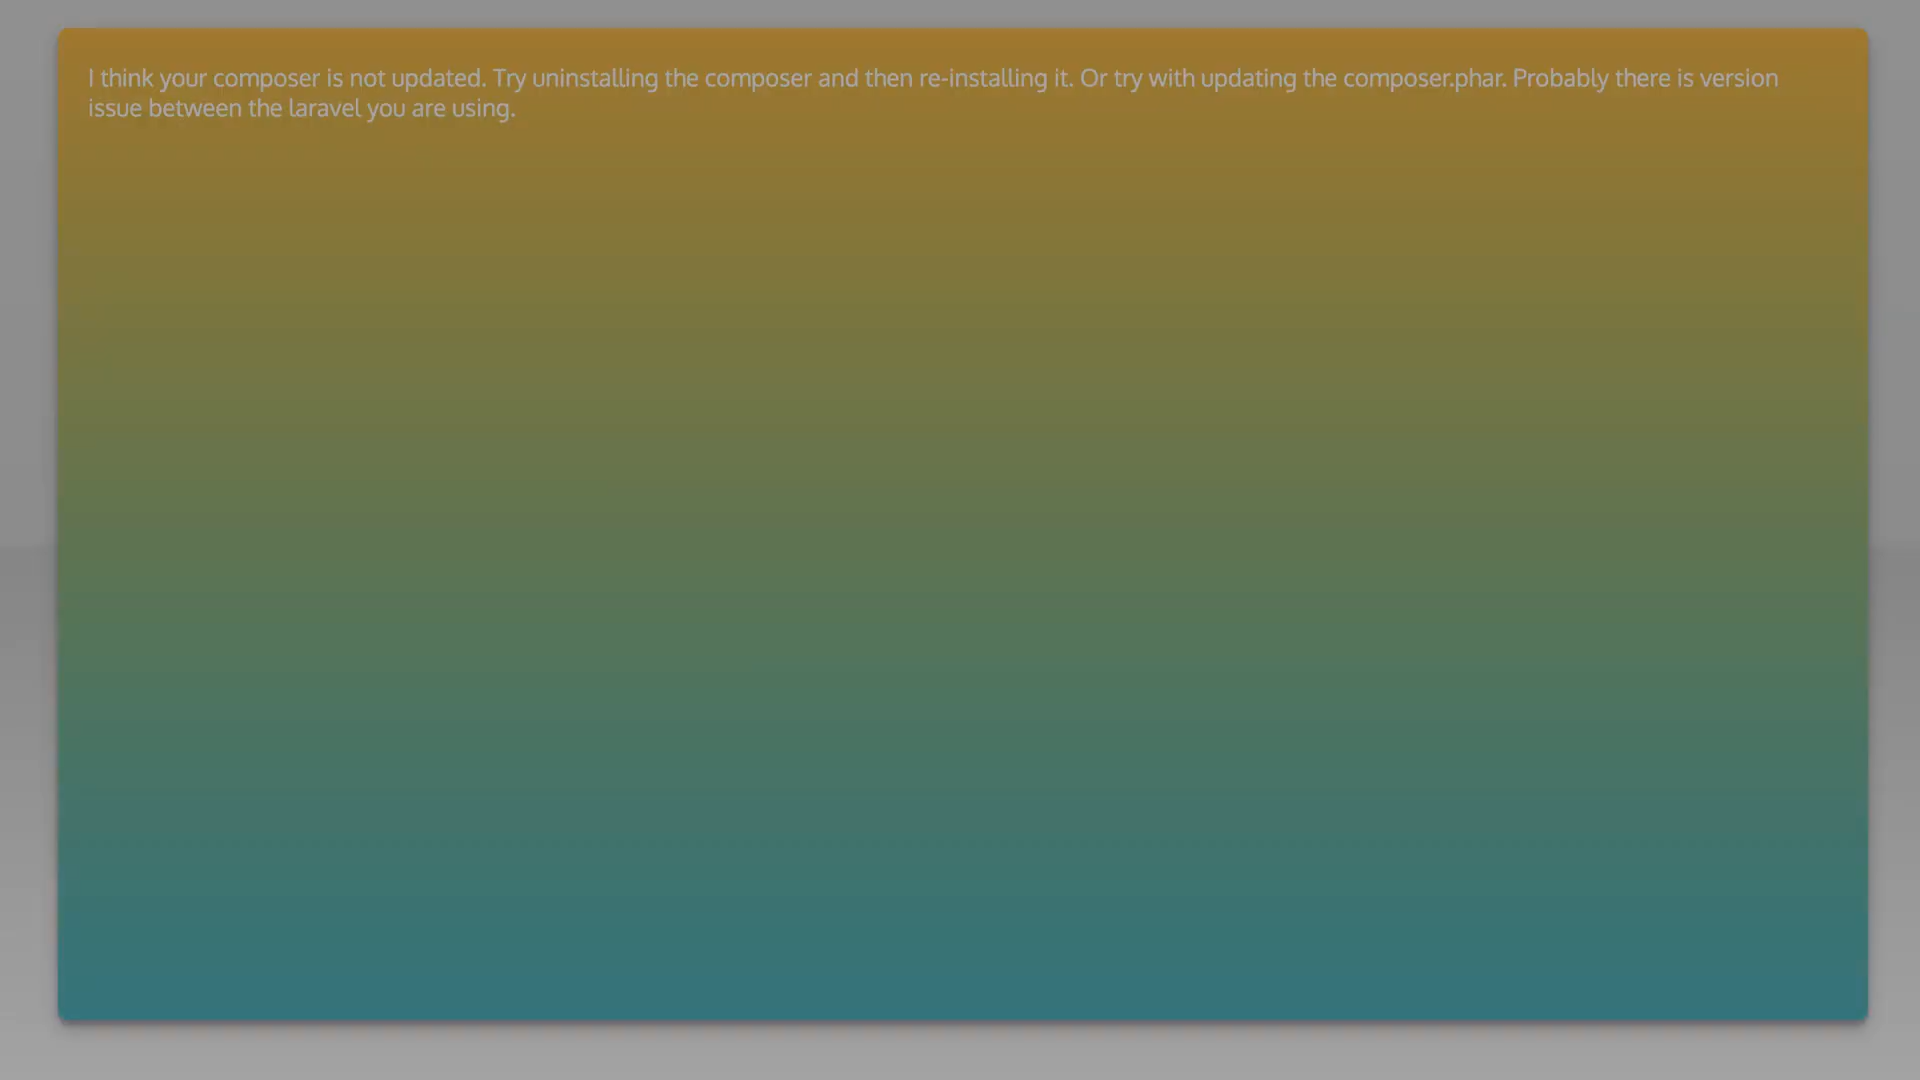 I think your composer is not updated. Try uninstalling the composer and then re-installing it. Or try with updating the composer.phar. Probably there is version
issue between the laravel you are using.